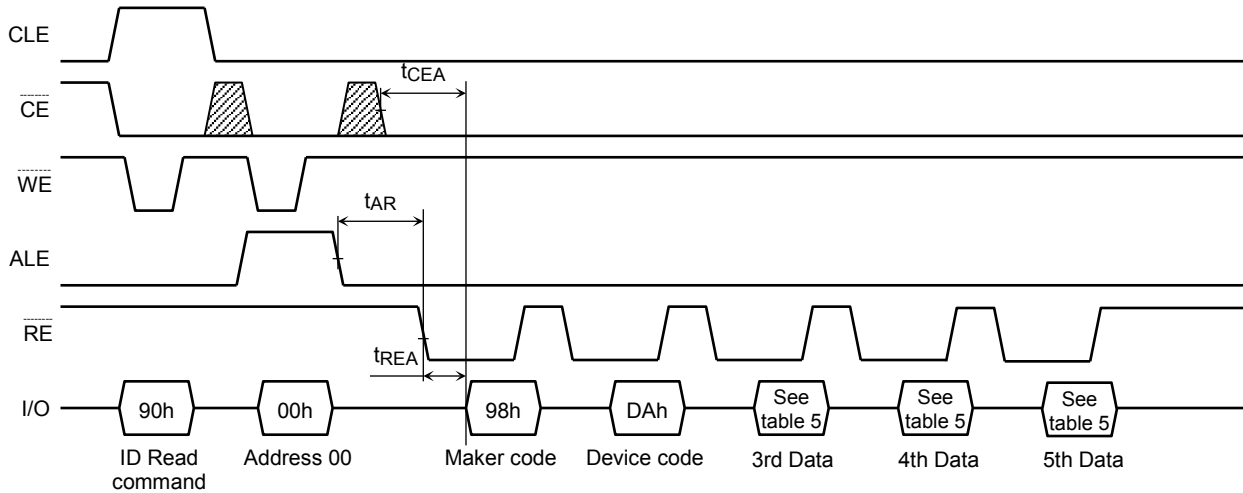 CLE
tCEA
CE
WE
tAR
ALE
RE
tREA
I/O
90h
00h
98h
DAh
See
table 5
See
table 5
See
table 5
ID Read
command
Address 00
Maker code
Device code
3rd Data
4th Data
5th Data